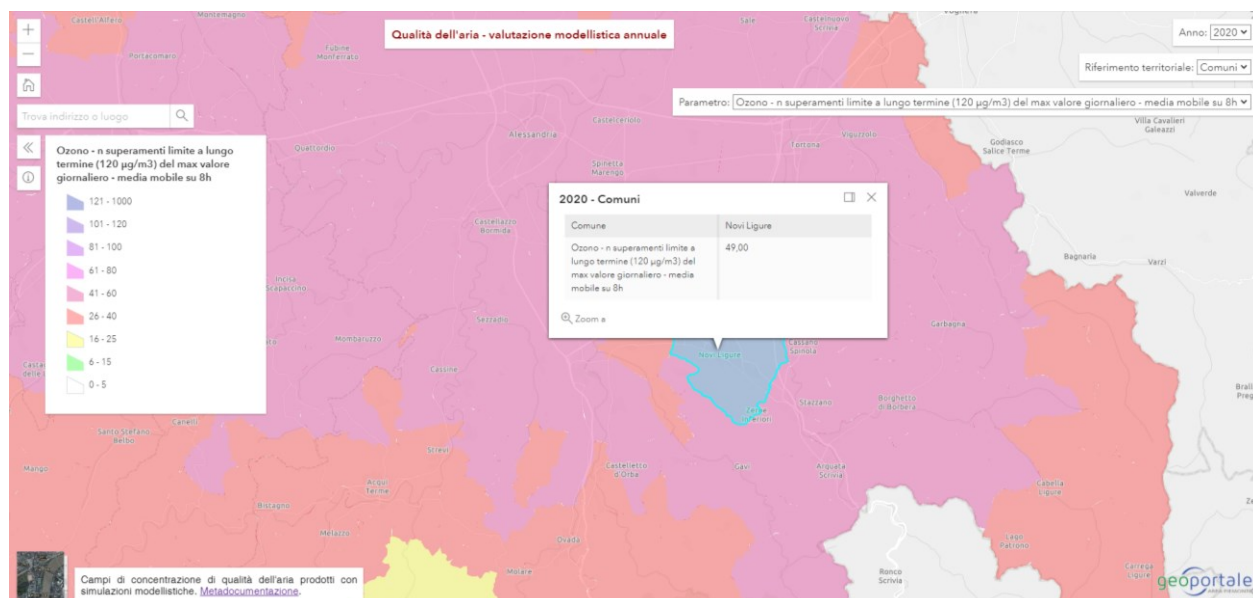 Qualità dell'aria - valutazione modellistica annuale
Anno: 2020
Riferimento territoriale: Comuni
Parametro: Ozono - n superamenti limite a lungo termine (120 µg/m3) del max valore giornaliero - media mobile su 8h
Trova indirizzo o luogo
Ozono - n superamenti limite a lungo
termine (120 µg/m3) del max valore
giornaliero - media mobile su 8h
121 - 1000
101 - 120
81 - 100
61 - 80
41 - 60
26 - 40
16 - 25
6 - 15
0 - 5
2020 - Comuni
Comune
Novi Ligure
Ozono - n superamenti limite a
lungo termine (120 µg/m3) del
max valore giornaliero - media
mobile su 8h
49,00
Zoom a
Castell'Alfero
Montemagno
Portacomaro
Fubine
Monferrato
Sale
Castelnuovo
Scrivia
Voghera
Quattordio
Alessandria
Castelceriolo
Spinetta
Marengo
Tortona
Viguzzolo
Godiasco
Salice Terme
Villa Cavalieri
Galeazzi
Valverde
Castellazzo
Bormida
Incisa
Scapaccino
Sezzadio
Mombaruzzo
Cassine
Bagnaria
Varzi
Garbagna
Novi Ligure
Cassano
Spinola
Stazzano
Borghetto
di Borbera
Canelli
Santo Stefano
Belbo
Strevi
Mango
Acqui
Terme
Bistagno
Melazzo
Castelletto
d'Orba
Gavi
Arquata
Scrivia
Cabella
Ligure
Ovada
Molare
Ronco
Scrivia
Carrega
Ligure
Campi di concentrazione di qualità dell'aria prodotti con
simulazioni modellistiche. Metadocumentazione.
geoportale